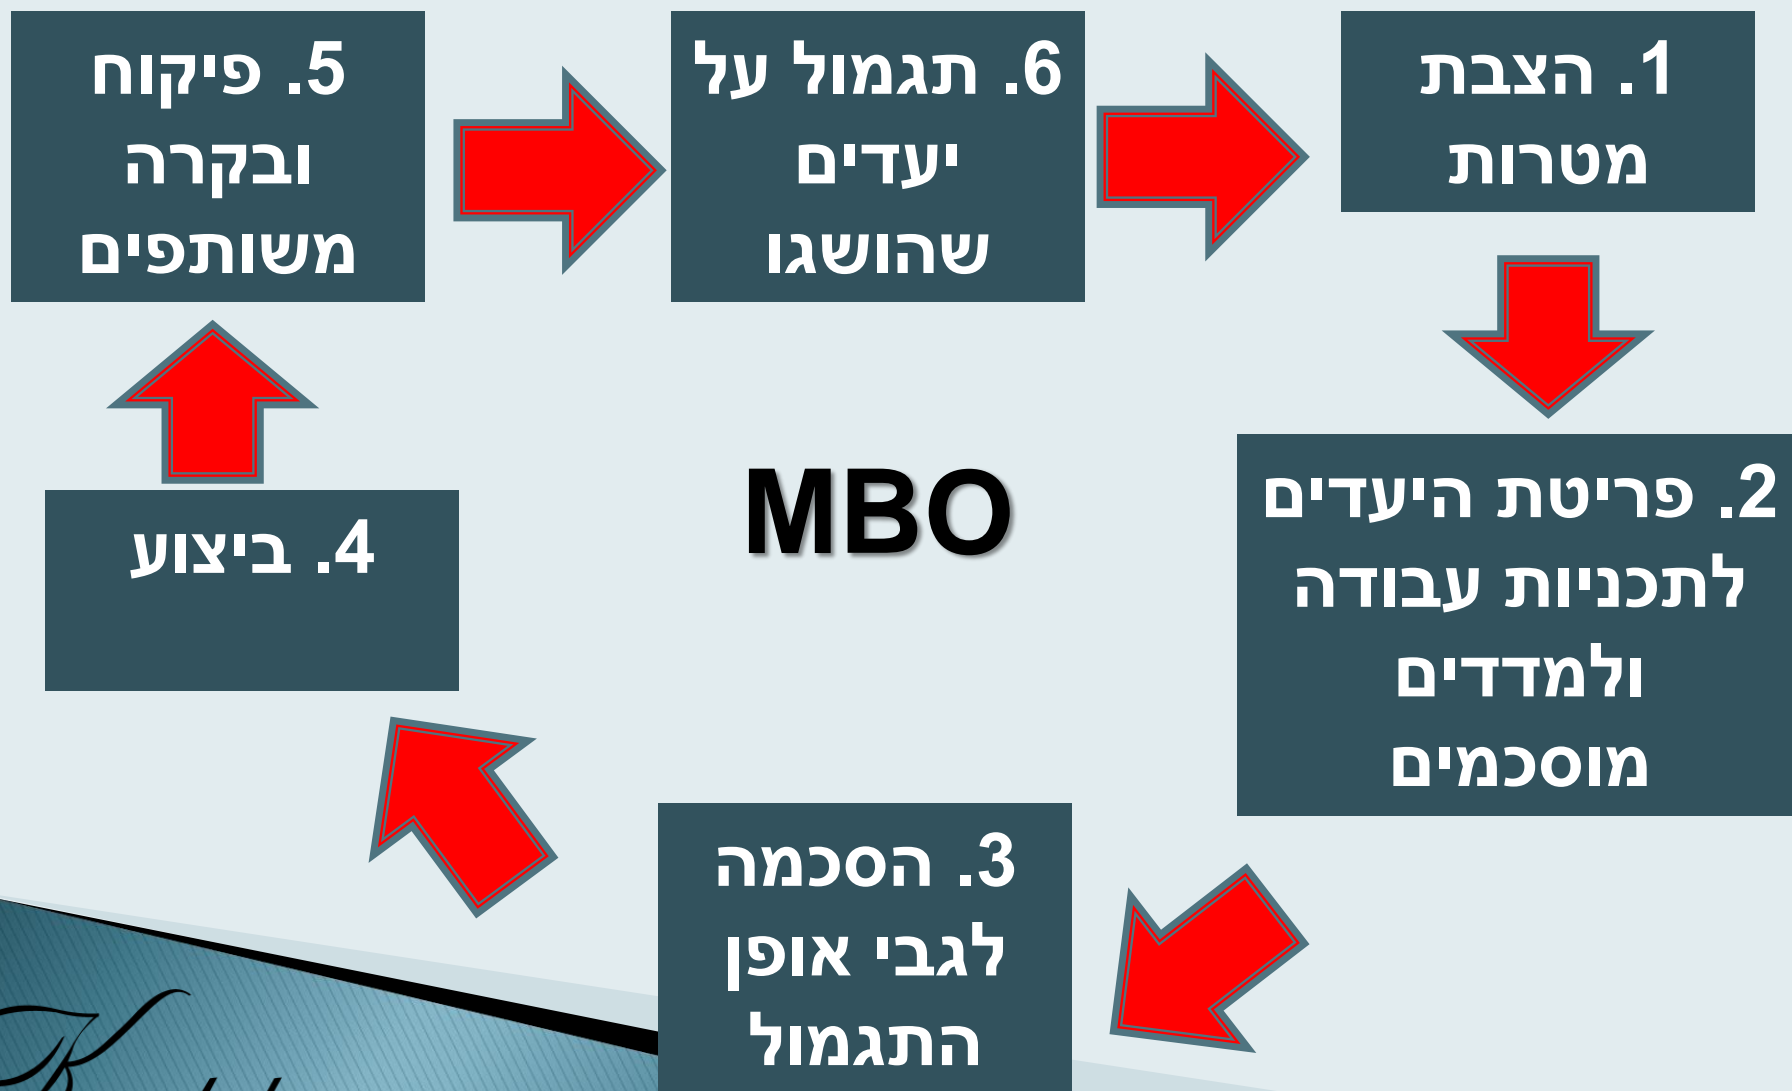 1. הצבת
מטרות
2. פריטת היעדים
לתכניות עבודה
ולמדדים
מוסכמים
3. הסכמה
לגבי אופן
התגמול
4. ביצוע
5. פיקוח
ובקרה
משותפים
6. תגמול על
יעדים
שהושגו
MBO